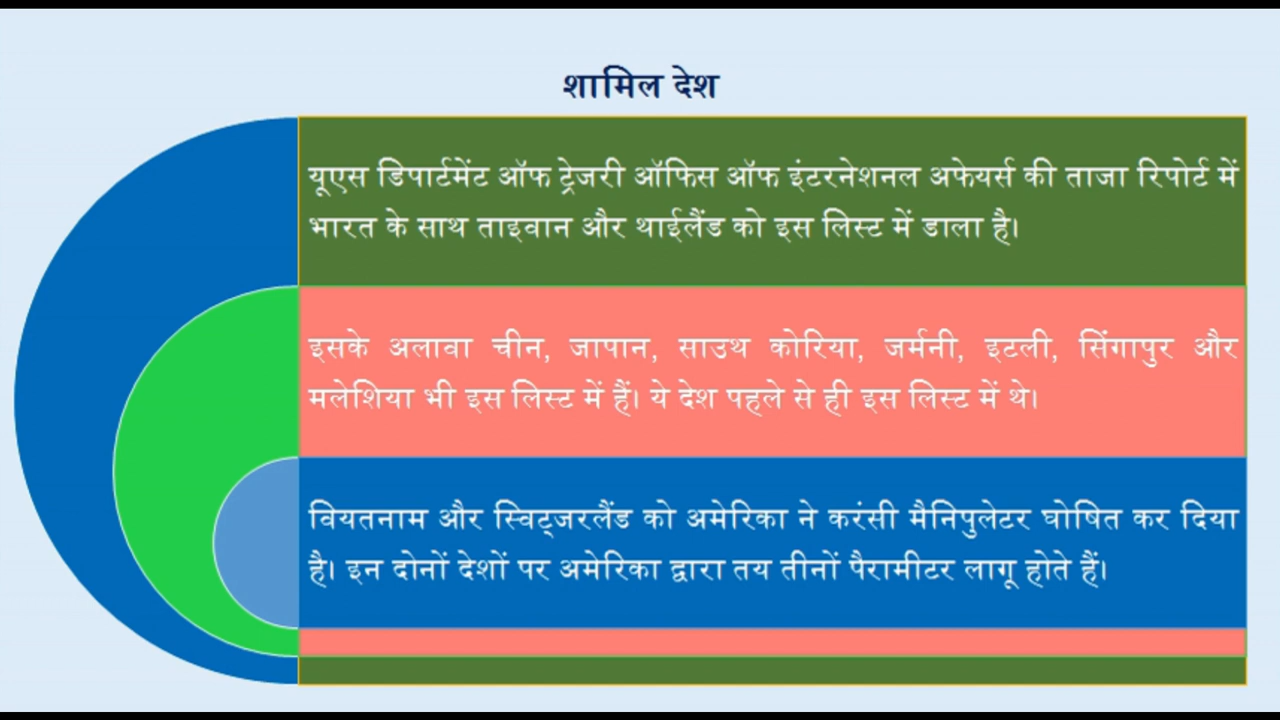 शामिल देश
यूएस डिपार्टमेंट ऑफ ट्रेजरी ऑफिस ऑफ इंटरनेशनल अफेयर्स की ताजा रिपोर्ट में
भारत के साथ ताइवान और थाईलैंड को इस लिस्ट में डाला है।
इसके अलावा चीन, जापान, साउथ कोरिया, जर्मनी, इटली, सिंगापुर और
मलेशिया भी इस लिस्ट में हैं। ये देश पहले से ही इस लिस्ट में थे।
वियतनाम और स्विट्जरलैंड को अमेरिका ने करंसी मैनिपुलेटर घोषित कर दिया
है। इन दोनों देशों पर अमेरिका द्वारा तय तीनों पैरामीटर लागू होते हैं।